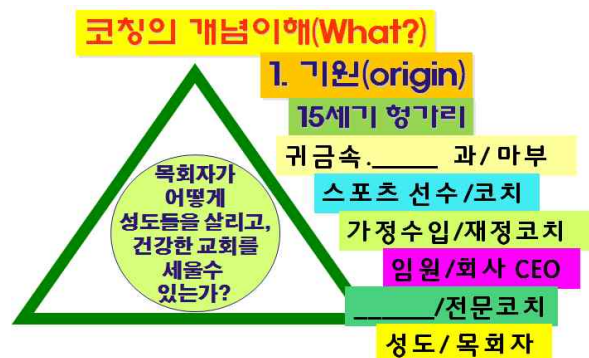 코칭의 개념이해(What?)
1. 기원(origin)
15세기 헝가리
귀금속.______ 과/ 마부
스포츠 선수/코치
가정수입/재정코치
임원/회사 CEO
______/전문코치
성도/ 목회자
목회자가
어떻게
성도들을 살리고,
건강한 교회를
세울수
있는가?